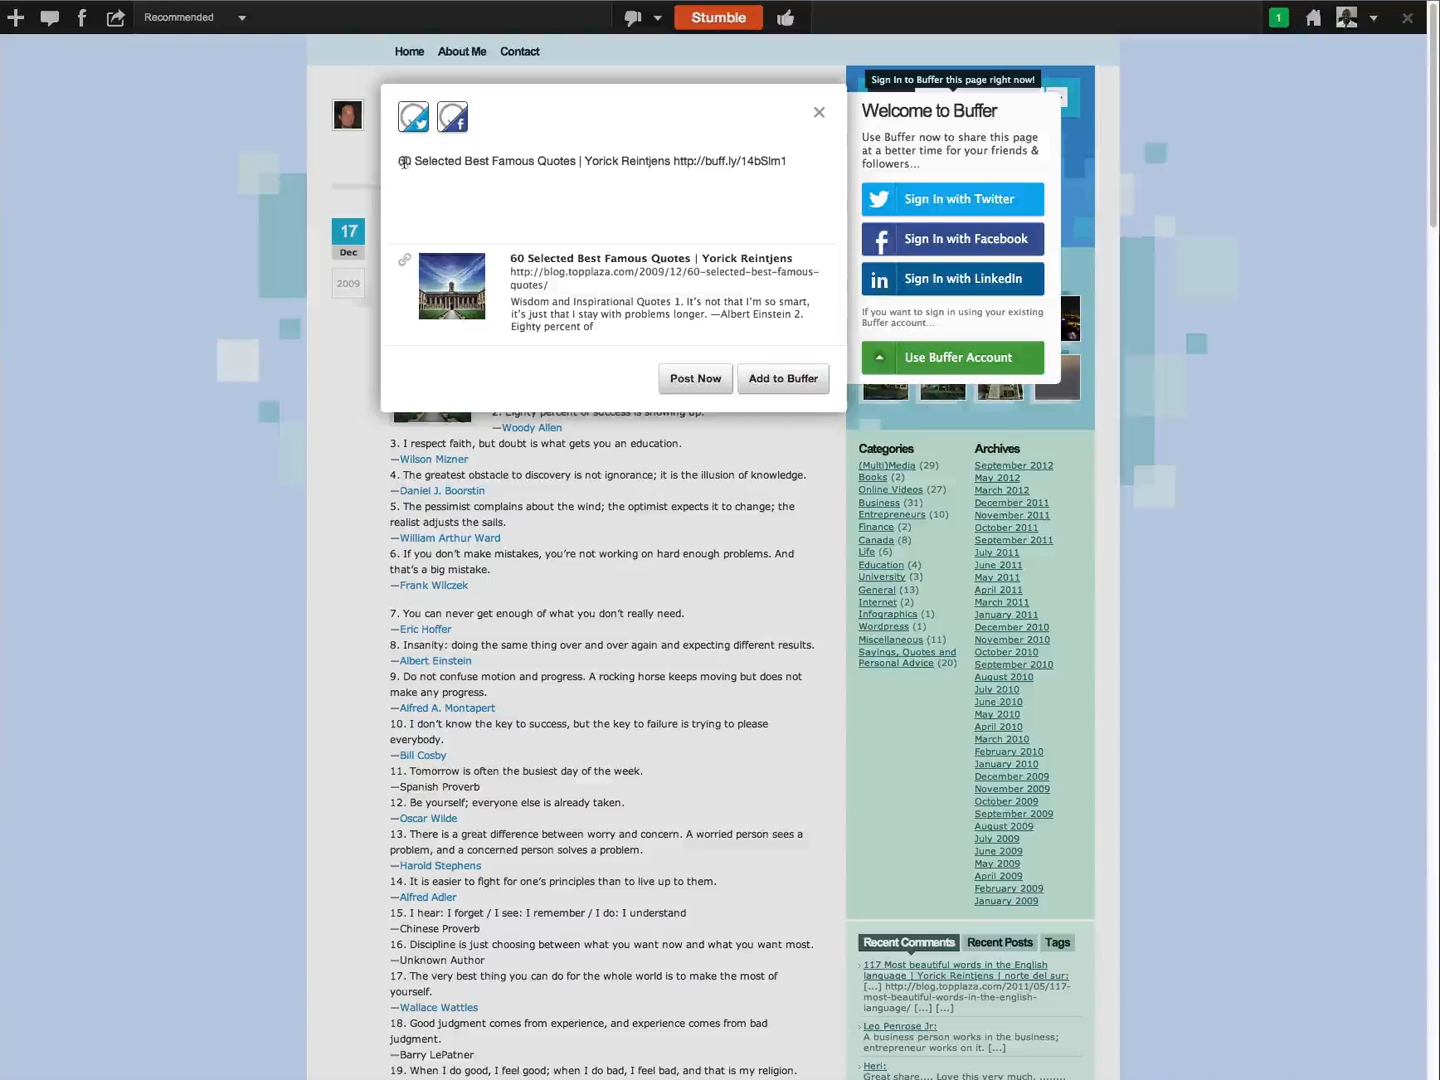 Recommended
Stumble
1
Home About Me Contact
Sign In to Buffer this page right now!
60 Selected Best Famous Quotes | Yorick Reintjens http://buff.ly/14bSlm1
17
Dec
2009
60 Selected Best Famous Quotes | Yorick Reintjens
http://blog.topplaza.com/2009/12/60-selected-best-famous-
quotes/
Wisdom and Inspirational Quotes 1. It's not that I'm so smart,
it's just that I stay with problems longer. —Albert Einstein 2.
Eighty percent of
Post Now
Add to Buffer
Welcome to Buffer
Use Buffer now to share this page
at a better time for your friends &
followers...
Sign In with Twitter
Sign In with Facebook
Sign In with LinkedIn
If you want to sign in using your existing
Buffer account...
Use Buffer Account
2. Eighty percent of success is showing up.
—Woody Allen
3. I respect faith, but doubt is what gets you an education.
—Wilson Mizner
4. The greatest obstacle to discovery is not ignorance; it is the illusion of knowledge.
—Daniel J. Boorstin
5. The pessimist complains about the wind; the optimist expects it to change; the
realist adjusts the sails.
—William Arthur Ward
6. If you don't make mistakes, you're not working on hard enough problems. And
that's a big mistake.
—Frank Wilczek
7. You can never get enough of what you don't really need.
—Eric Hoffer
8. Insanity: doing the same thing over and over again and expecting different results.
—Albert Einstein
9. Do not confuse motion and progress. A rocking horse keeps moving but does not
make any progress.
—Alfred A. Montapert
10. I don't know the key to success, but the key to failure is trying to please
everybody.
—Bill Cosby
11. Tomorrow is often the busiest day of the week.
—Spanish Proverb
12. Be yourself; everyone else is already taken.
—Oscar Wilde
13. There is a great difference between worry and concern. A worried person sees a
problem, and a concerned person solves a problem.
—Harold Stephens
14. It is easier to fight for one's principles than to live up to them.
—Alfred Adler
15. I hear: I forget / I see: I remember / I do: I understand
—Chinese Proverb
16. Discipline is just choosing between what you want now and what you want most.
—Unknown Author
17. The very best thing you can do for the whole world is to make the most of
yourself.
—Wallace Wattles
18. Good judgment comes from experience, and experience comes from bad
judgment.
—Barry LePatner
19. When I do good, I feel good; when I do bad, I feel bad, and that is my religion.
Categories
(Multi)Media (29)
Books (2)
Online Videos (27)
Business (31)
Entrepreneurs (10)
Finance (2)
Canada (8)
Life (6)
Education (4)
University (3)
General (13)
Internet (2)
Infographics (1)
Wordpress (1)
Miscellaneous (11)
Sayings, Quotes and
Personal Advice (20)
Archives
September 2012
May 2012
March 2012
December 2011
November 2011
October 2011
September 2011
July 2011
June 2011
May 2011
April 2011
March 2011
January 2011
December 2010
November 2010
October 2010
September 2010
August 2010
July 2010
June 2010
May 2010
April 2010
March 2010
February 2010
January 2010
December 2009
November 2009
October 2009
September 2009
August 2009
July 2009
June 2009
May 2009
April 2009
February 2009
January 2009
Recent Comments Recent Posts Tags
117 Most beautiful words in the English
language | Yorick Reintjens | norte del sur:
[...] http://blog.topplaza.com/2011/05/117-
most-beautiful-words-in-the-english-
language/ [...] [...]
Leo Penrose Jr:
A business person works in the business;
entrepreneur works on it. [...]
Heri:
Great share.... Love this very much. ........